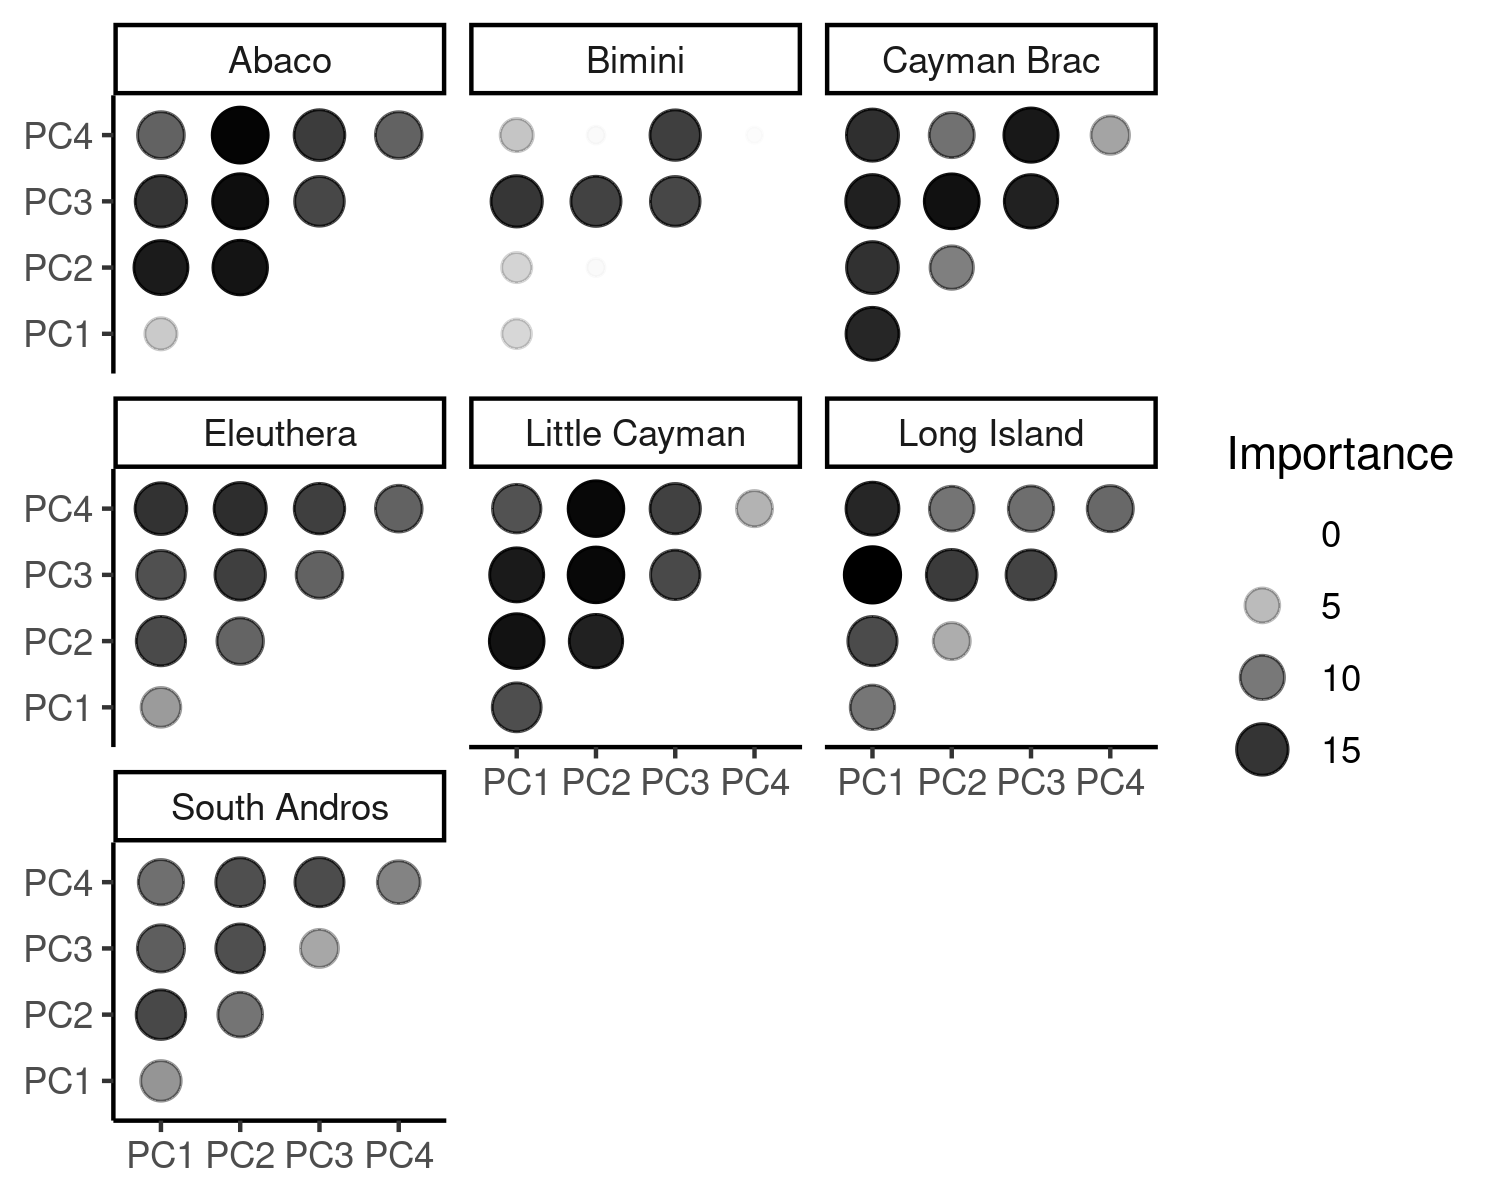 Abaco Bimini Cayman Brac
PC4
PC3
PC2
PC1
Eleuthera Little Cayman Long Island
PC4
PC3
PC2
PC1
PC1 PC2 PC3 PC4 PC1 PC2 PC3 PC4
South Andros
PC4
PC3
PC2
PC1
PC1 PC2 PC3 PC4
Importance
0
5
10
15